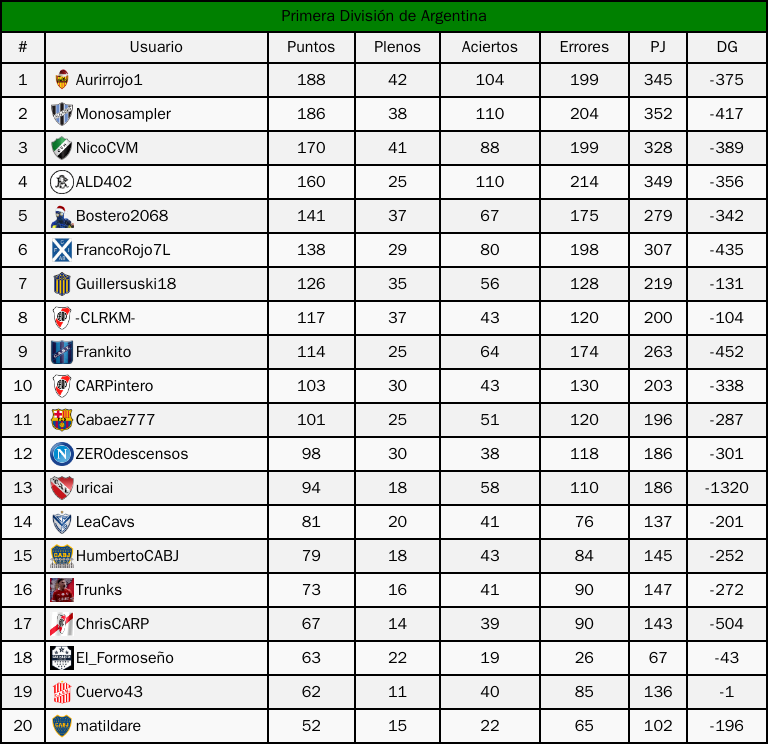 Primera División de Argentina
# Usuario Puntos Plenos Aciertos Errores PJ DG
1 Aurirrojo1 188 42 104 199 345 -375
2 Monosampler 186 38 110 204 352 -417
3 NicoCVM 170 41 88 199 328 -389
4 ALD402 160 25 110 214 349 -356
5 Bostero2068 141 37 67 175 279 -342
6 FrancoRojo7L 138 29 80 198 307 -435
7 Guillersuski18 126 35 56 128 219 -131
8 -CLRKM- 117 37 43 120 200 -104
9 Frankito 114 25 64 174 263 -452
10 CARPintero 103 30 43 130 203 -338
11 Cabaez777 101 25 51 120 196 -287
12 ZER0descensos 98 30 38 118 186 -301
13 uricai 94 18 58 110 186 -1320
14 LeaCavs 81 20 41 76 137 -201
15 HumbertoCABJ 79 18 43 84 145 -252
16 Trunks 73 16 41 90 147 -272
17 ChrisCARP 67 14 39 90 143 -504
18 El_Formoseño 63 22 19 26 67 -43
19 Cuervo43 62 11 40 85 136 -1
20 matildare 52 15 22 65 102 -196